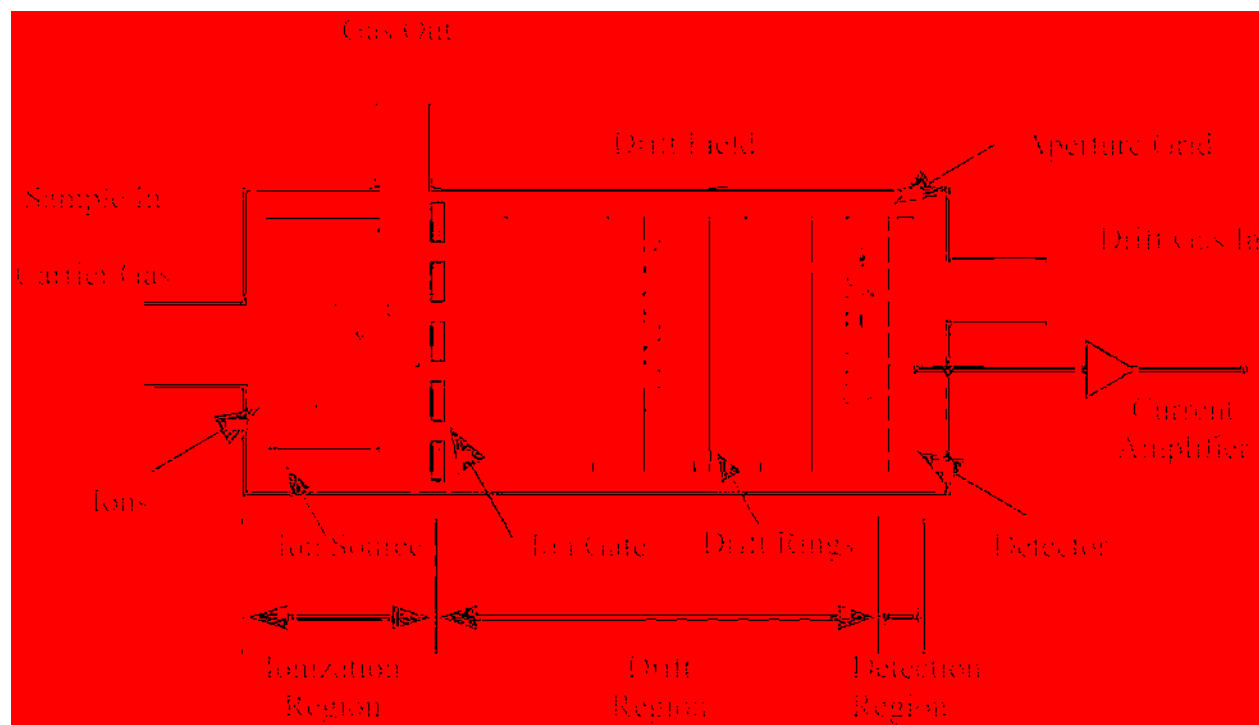 Gas Out
Drift Field
Aperture Grid
Sample In
Drift Gas In
Carrier Gas
Current
Amplifier
Ions
Ion Source
Ion Gate
Drift Rings
Detector
Ionization
Region
Drift
Region
Detection
Region